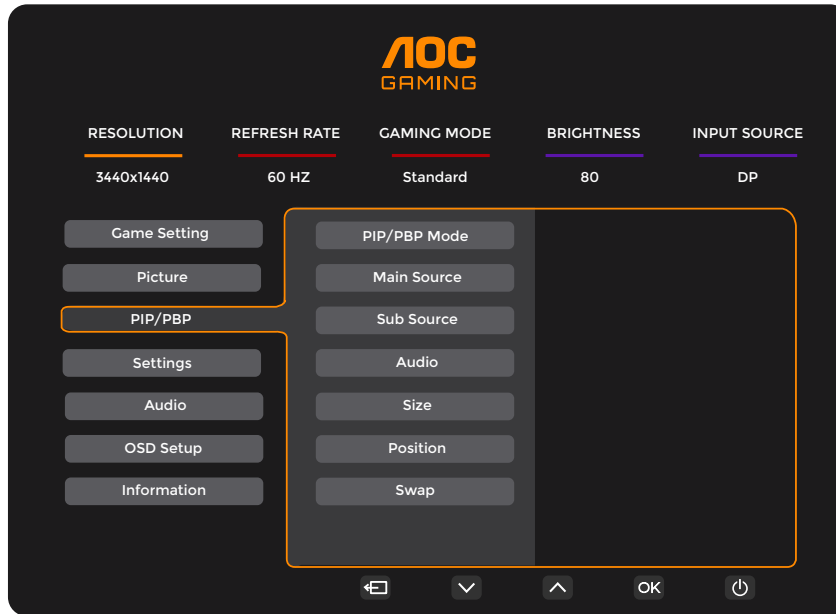 AOC
GAMING
RESOLUTION REFRESH RATE GAMING MODE BRIGHTNESS INPUT SOURCE
3440x1440 60 HZ Standard 80 DP
Game Setting PIP/PBP Mode
Picture Main Source
PIP/PBP Sub Source
Settings Audio
Audio Size
OSD Setup Position
Information Swap
OK